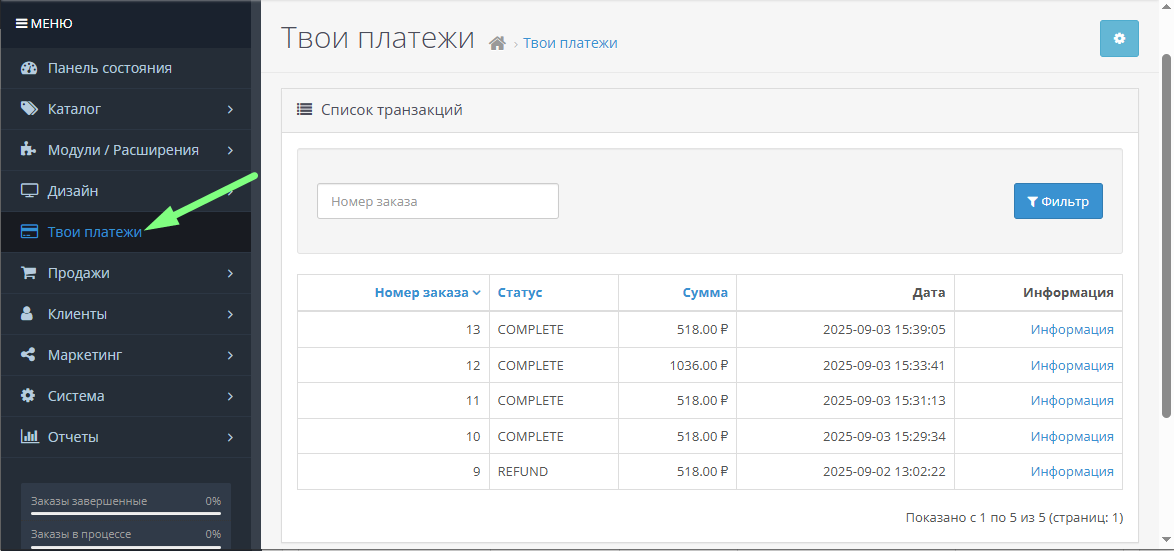 МЕНЮ
Панель состояния
Каталог
Модули / Расширения
Дизайн
Твои платежи
Продажи
Клиенты
Маркетинг
Система
Отчеты
Заказы завершенные 0%
Заказы в процессе 0%
Твои платежи › Твои платежи
Список транзакций
Номер заказа Фильтр
Номер заказа Статус Сумма Дата Информация
13 COMPLETE 518.00 ₽ 2025-09-03 15:39:05 Информация
12 COMPLETE 1036.00 ₽ 2025-09-03 15:33:41 Информация
11 COMPLETE 518.00 ₽ 2025-09-03 15:31:13 Информация
10 COMPLETE 518.00 ₽ 2025-09-03 15:29:34 Информация
9 REFUND 518.00 ₽ 2025-09-02 13:02:22 Информация
Показано с 1 по 5 из 5 (страниц: 1)